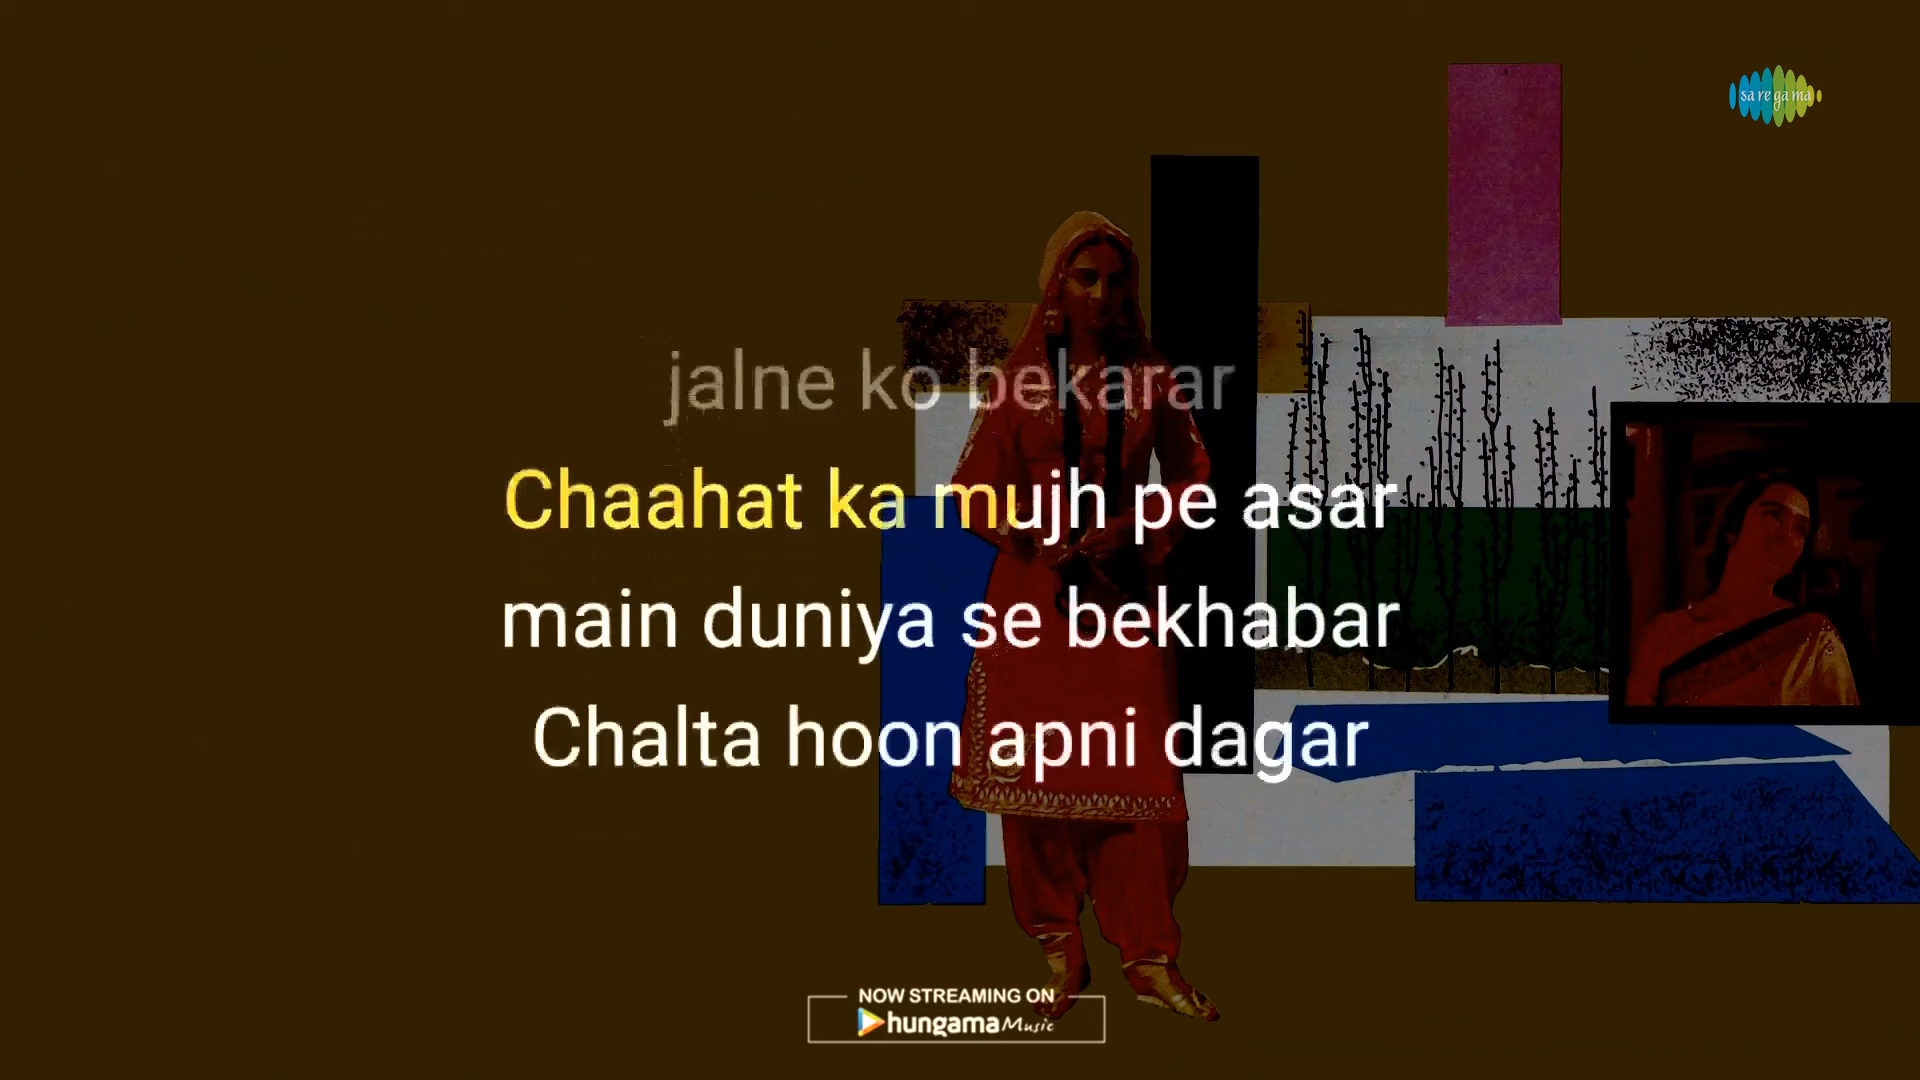 sa re ga ma
jalne ko bekarar
Chaahat ka mujh pe asar
main duniya se bekhabar
Chalta hoon apni dagar
NOW STREAMING ON
hungama Music